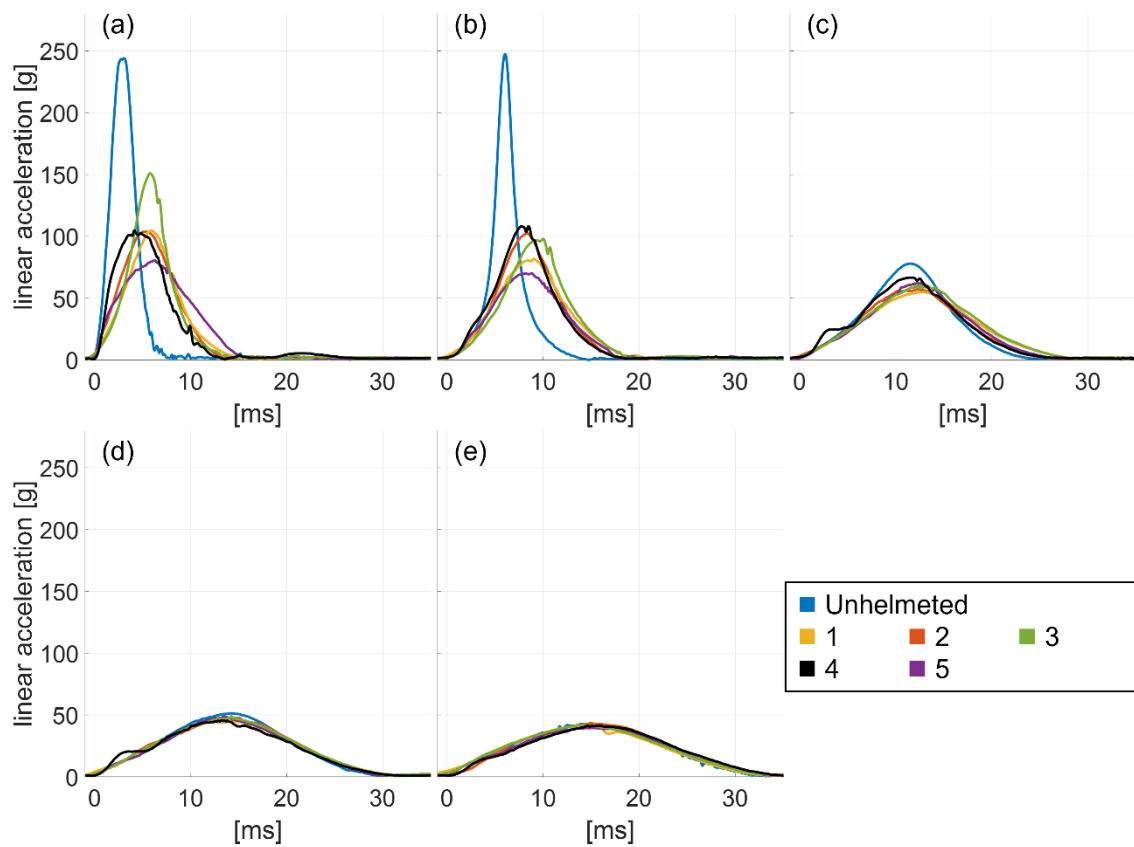 (a) (b) (c)
linear acceleration [g]
250
200
150
100
50
0
0 10 20 30 0 10 20 30 0 10 20 30
[ms] [ms] [ms]
(d) (e)
linear acceleration [g]
250
200
150
100
50
0
0 10 20 30 0 10 20 30
[ms] [ms]
Unhelmeted
1 2 3
4 5